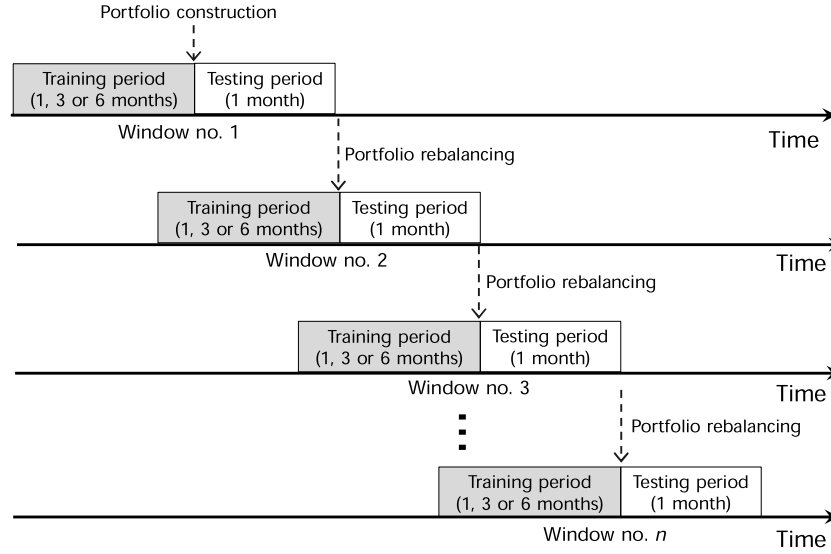 Portfolio construction
Training period
(1, 3 or 6 months)
Testing period
(1 month)
Window no. 1
Time
Portfolio rebalancing
Training period
(1, 3 or 6 months)
Testing period
(1 month)
Window no. 2
Time
Portfolio rebalancing
Training period
(1, 3 or 6 months)
Testing period
(1 month)
Window no. 3
Time
Portfolio rebalancing
Training period
(1, 3 or 6 months)
Testing period
(1 month)
Window no. n
Time